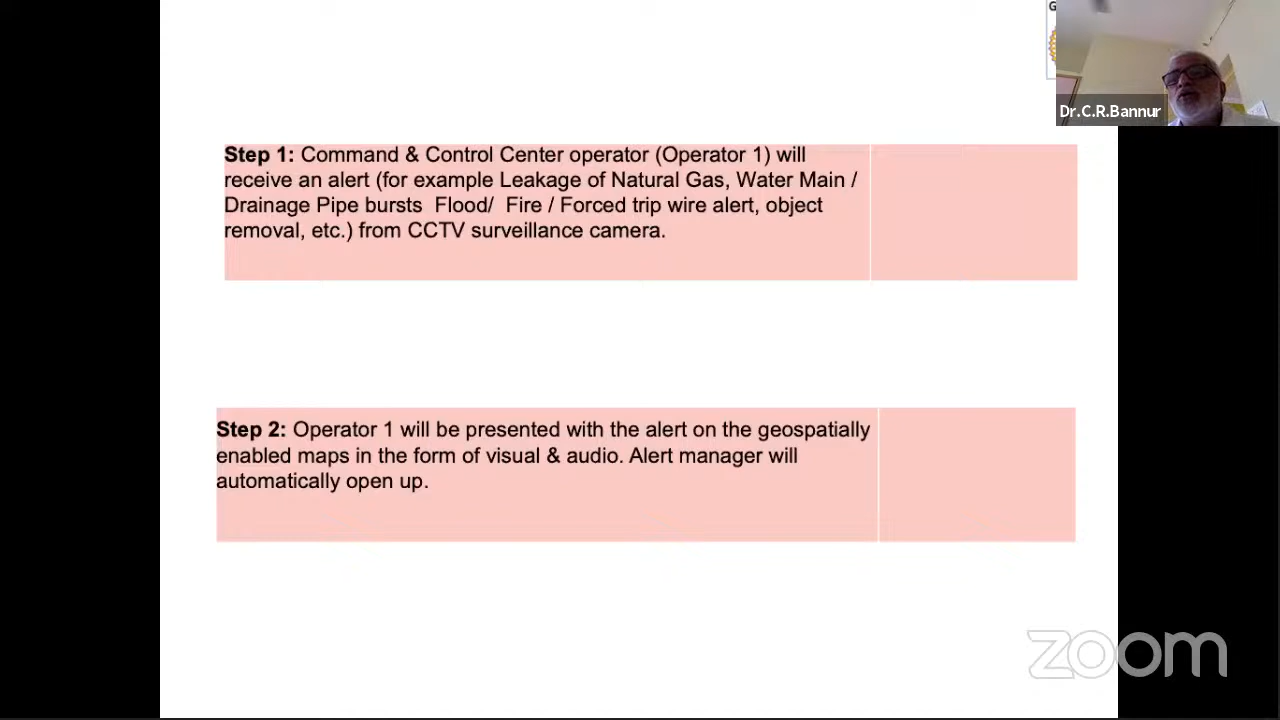 G
Dr.C.R.Bannur
Step 1: Command & Control Center operator (Operator 1) will
receive an alert (for example Leakage of Natural Gas, Water Main /
Drainage Pipe bursts Flood/ Fire / Forced trip wire alert, object
removal, etc.) from CCTV surveillance camera.
Step 2: Operator 1 will be presented with the alert on the geospatially
enabled maps in the form of visual & audio. Alert manager will
automatically open up.
zoom